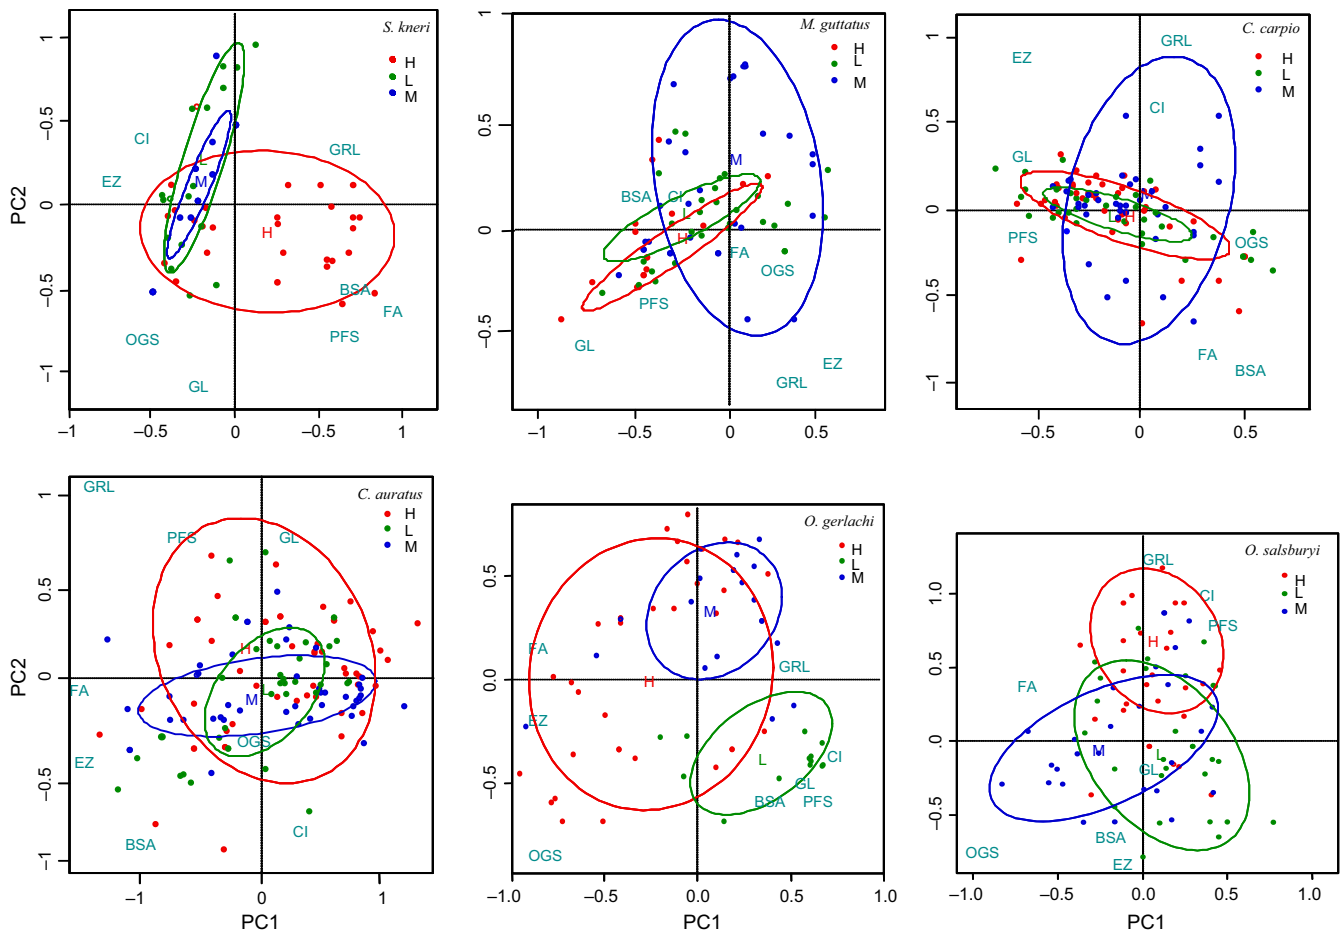 S. kneri
H
L
M
1
–0.5
0
–0.5
–1
PC2
CI
EZ
L
M
GRL
H
BSA
FA
PFS
OGS
GL
–1
–0.5
0
–0.5
1
M. guttatus
H
L
M
1
0.5
0
–0.5
M
BSA
CI
L
H
FA
OGS
PFS
GL
EZ
GRL
–1
–0.5
0
0.5
C. carpio
H
L
M
1
0.5
0
–0.5
–1
EZ
GRL
CI
GL
M
L
H
PFS
OGS
FA
BSA
–0.5
0
0.5
C. auratus
H
L
M
1
0.5
0
–0.5
–1
PC2
GRL
PFS
GL
H
FA
L
M
OGS
EZ
CI
BSA
–1
0
1
PC1
O. gerlachi
H
L
M
0.5
0.0
–0.5
M
FA
GRL
H
EZ
L
CI
GL
BSA
PFS
OGS
–1.0
–0.5
0.0
0.5
1.0
PC1
O. salsburyi
H
L
M
1.0
0.5
.0
–0.5
GRL
CI
PFS
H
FA
M
L
GL
BSA
OGS
EZ
–1.0
–0.5
0.0
0.5
1.0
PC1